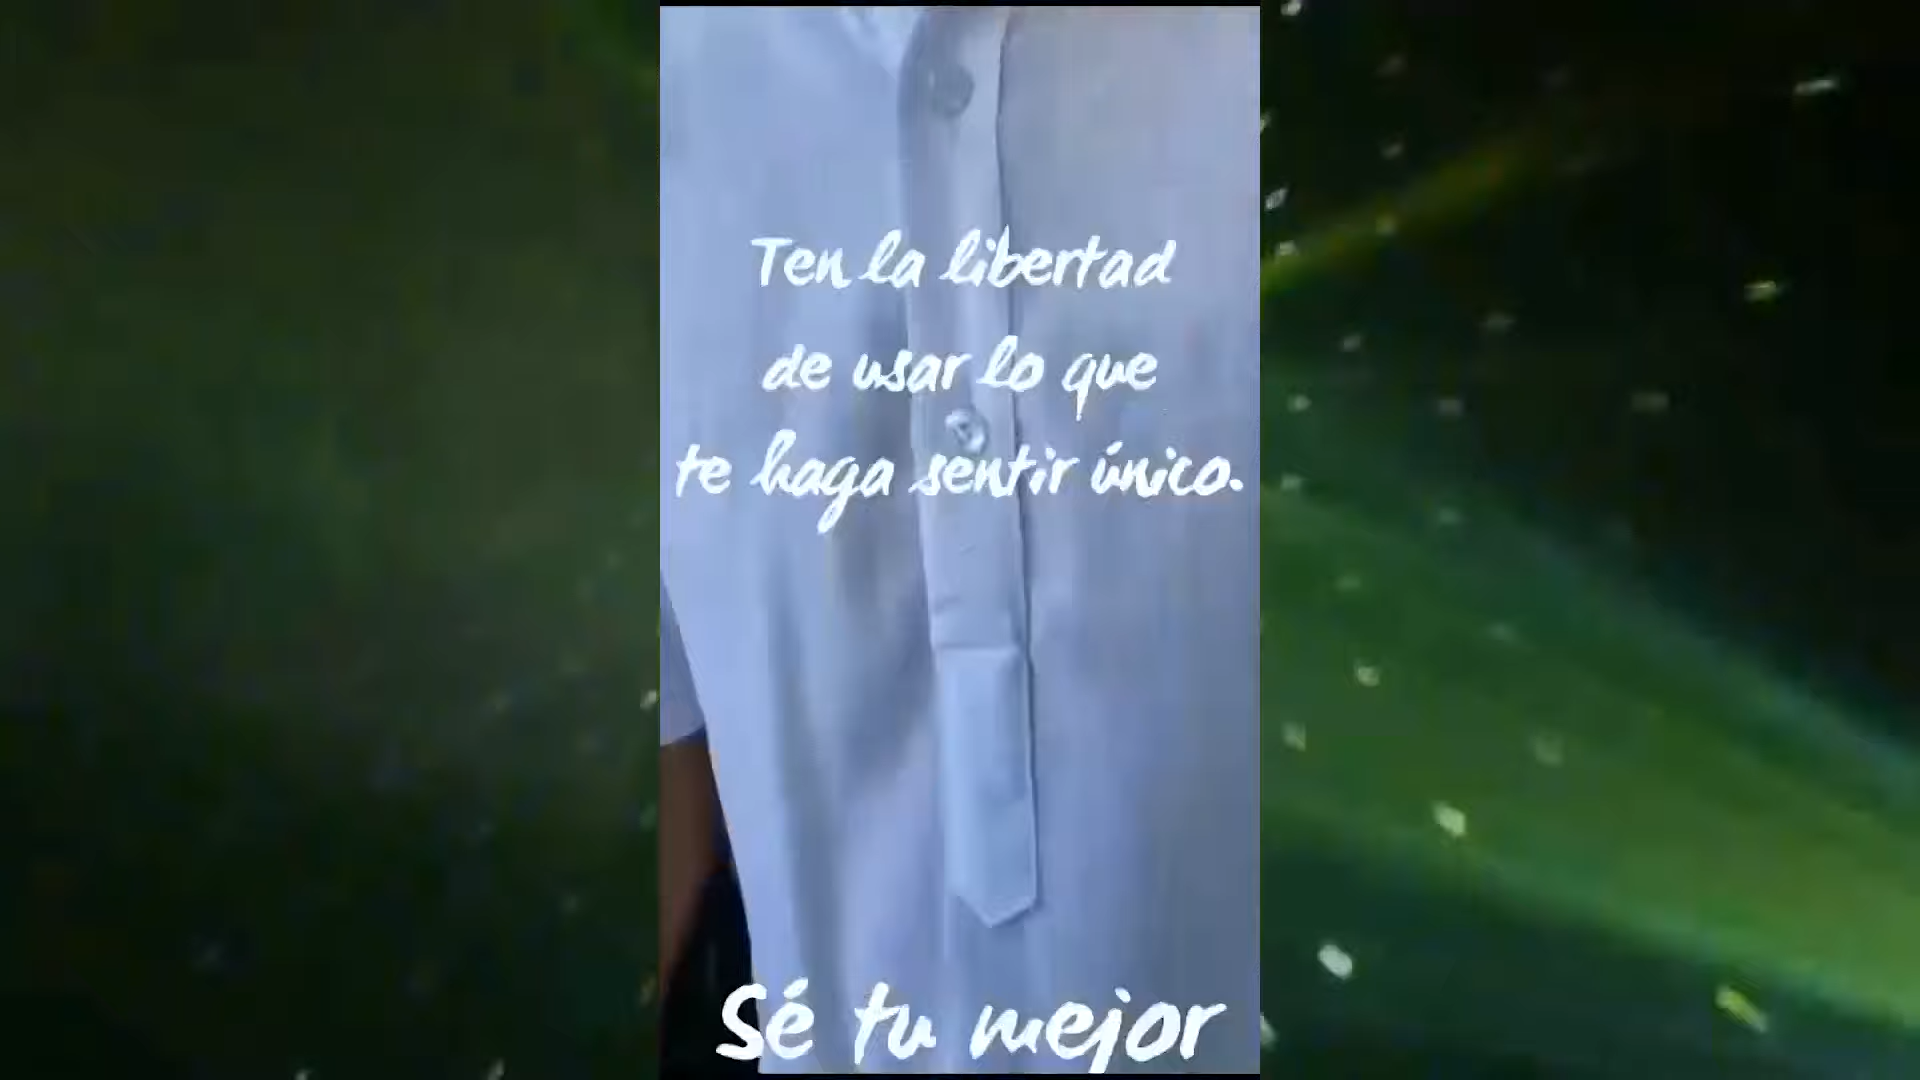 Ten la libertad
de usar lo que
te haga sentir único.
Sé tu mejor